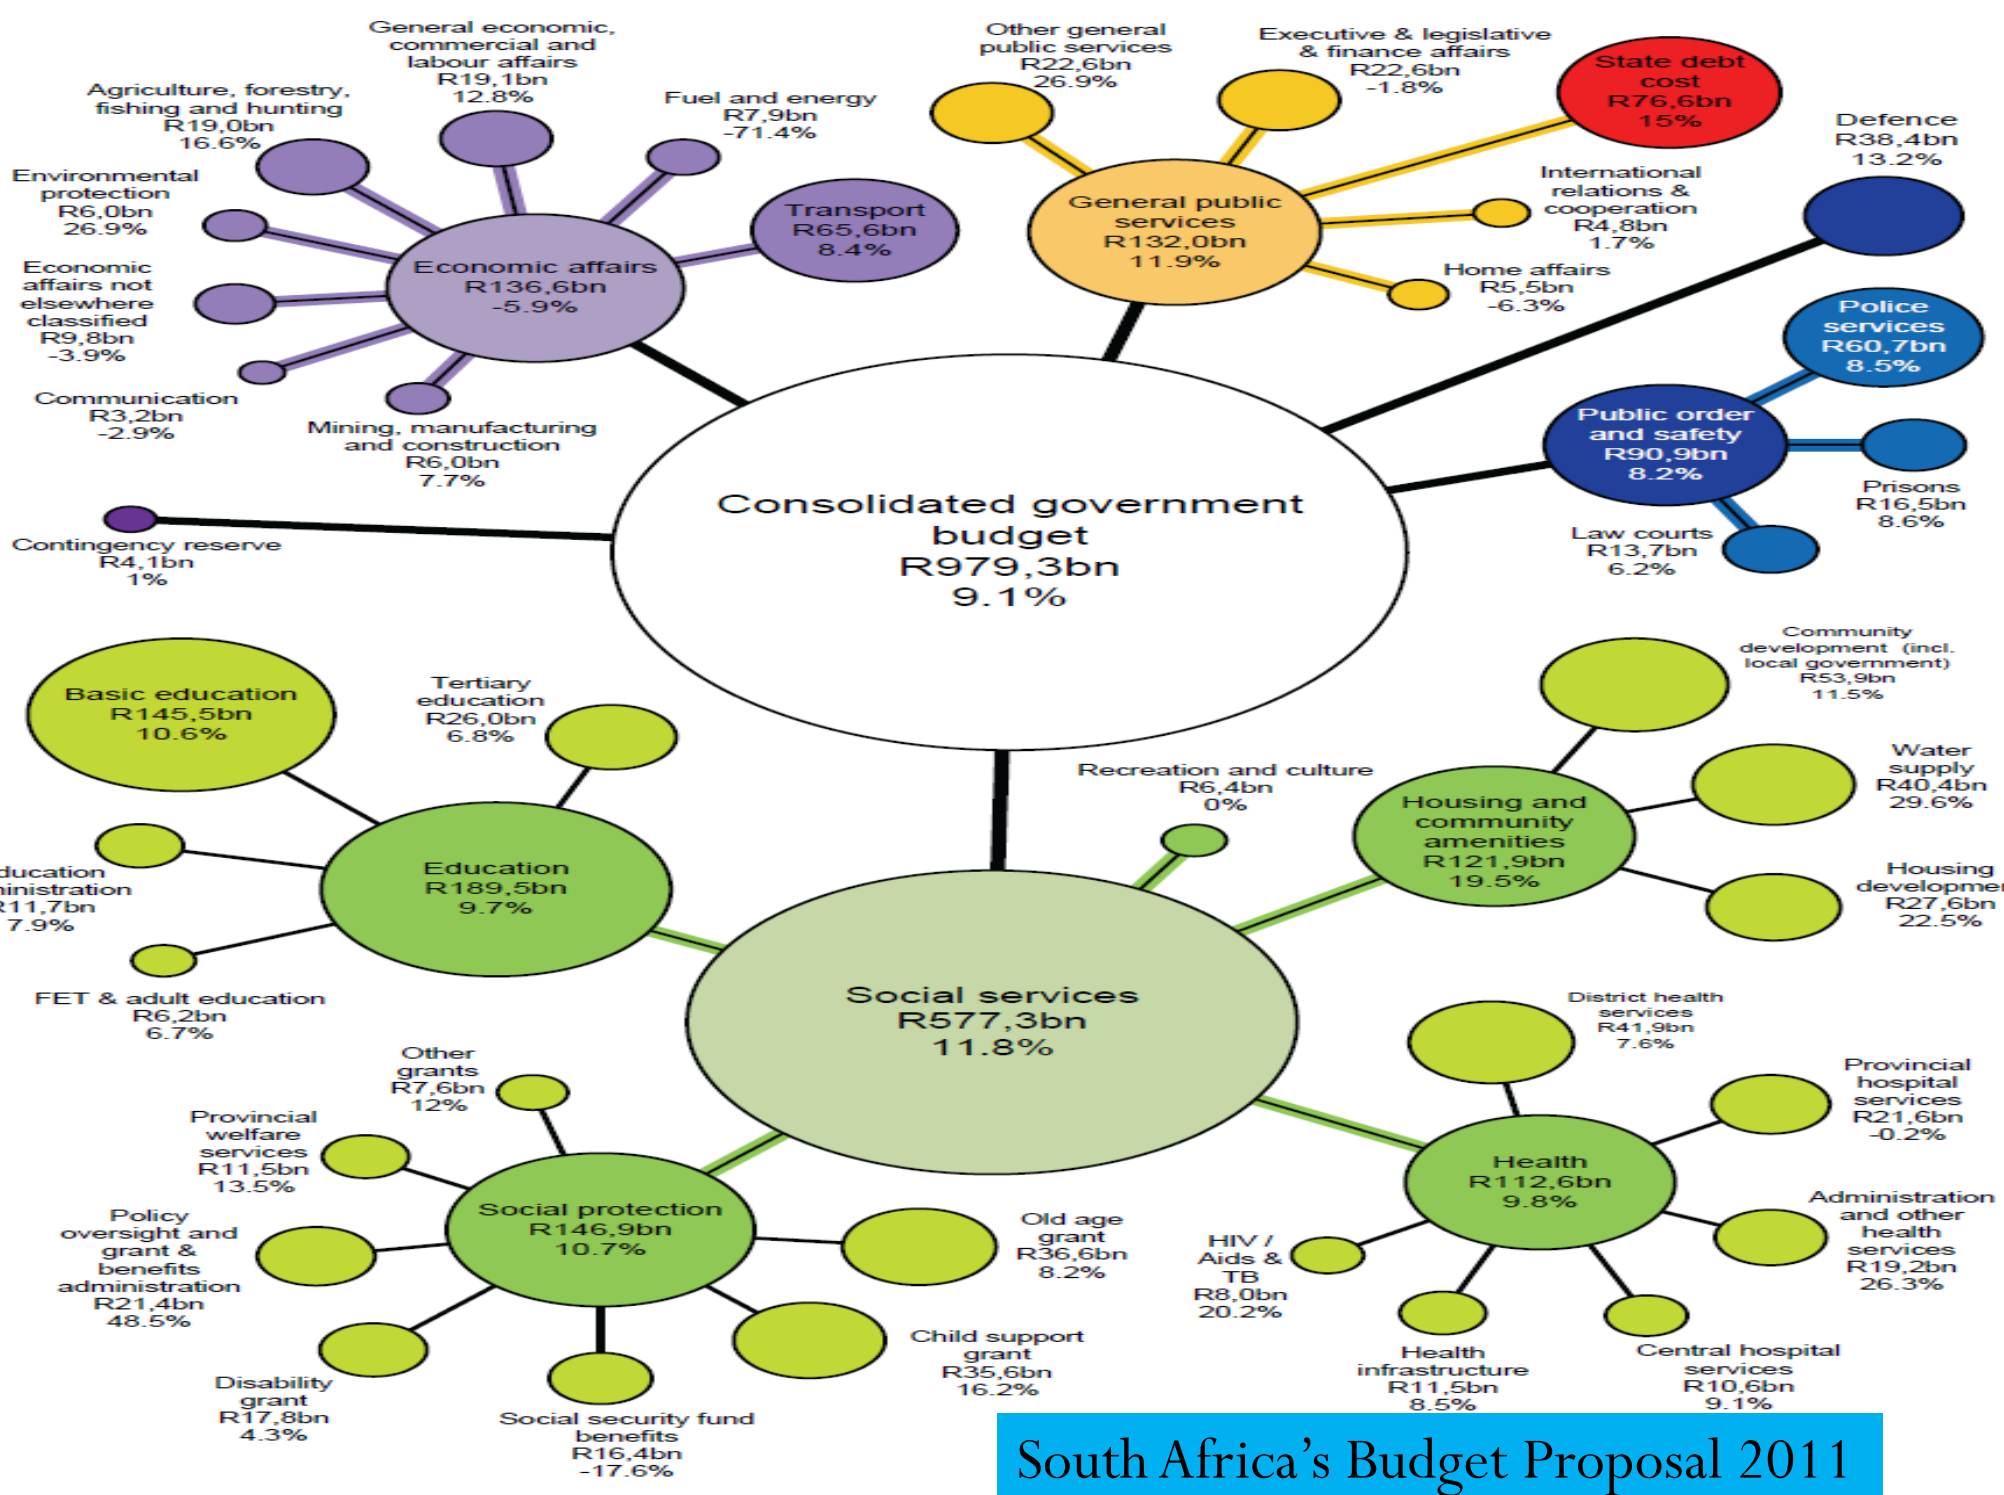 General economic,
commercial and
labour affairs
R19,1bn
12.8%
Agriculture, forestry,
fishing and hunting
R19,0bn
16.6%
Fuel and energy
R7,9bn
-71.4%
Environmental
protection
R6,0bn
26.9%
Transport
R65,6bn
8.4%
Economic
affairs not
elsewhere
classified
R9,8bn
-3.9%
Economic affairs
R136,6bn
-5.9%
Communication
R3,2bn
-2.9%
Mining, manufacturing
and construction
R6,0bn
7.7%
Other general
public services
R22,6bn
26.9%
Executive & legislative
& finance affairs
R22,6bn
-1.8%
State debt
cost
R76,6bn
15%
General public
services
R132,0bn
11.9%
International
relations &
cooperation
R4,8bn
1.7%
Home affairs
R5,5bn
-6.3%
Defence
R38,4bn
13.2%
Police
services
R60,7bn
8.5%
Public order
and safety
R90,9bn
8.2%
Prisons
R16,5bn
8.6%
Law courts
R13,7bn
6.2%
Contingency reserve
R4,1bn
1%
Consolidated government
budget
R979,3bn
9.1%
Basic education
R145,5bn
10.6%
Tertiary
education
R26,0bn
6.8%
Education
R189,5bn
9.7%
ducation
inistration
R11,7bn
7.9%
FET & adult education
R6,2bn
6.7%
Recreation and culture
R6,4bn
0%
Community
development (incl.
local government)
R53,9bn
11.5%
Water
supply
R40,4bn
29.6%
Housing and
community
amenities
R121,9bn
19.5%
Housing
developmer
R27,6bn
22.5%
Social services
R577,3bn
11.8%
District health
services
R41,9bn
7.6%
Provincial
hospital
services
R21,6bn
-0.2%
Health
R112,6bn
9.8%
Administration
and other
health
services
R19,2bn
26.3%
HIV /
Aids &
TB
R8,0bn
20.2%
Health
infrastructure
R11,5bn
8.5%
Central hospital
services
R10,6bn
9.1%
Other
grants
R7,6bn
12%
Provincial
welfare
services
R11,5bn
13.5%
Social protection
R146,9bn
10.7%
Policy
oversight and
grant &
benefits
administration
R21,4bn
48.5%
Old age
grant
R36,6bn
8.2%
Child support
grant
R35,6bn
16.2%
Disability
grant
R17,8bn
4.3%
Social security fund
benefits
R16,4bn
-17.6%
South Africa's Budget Proposal 2011